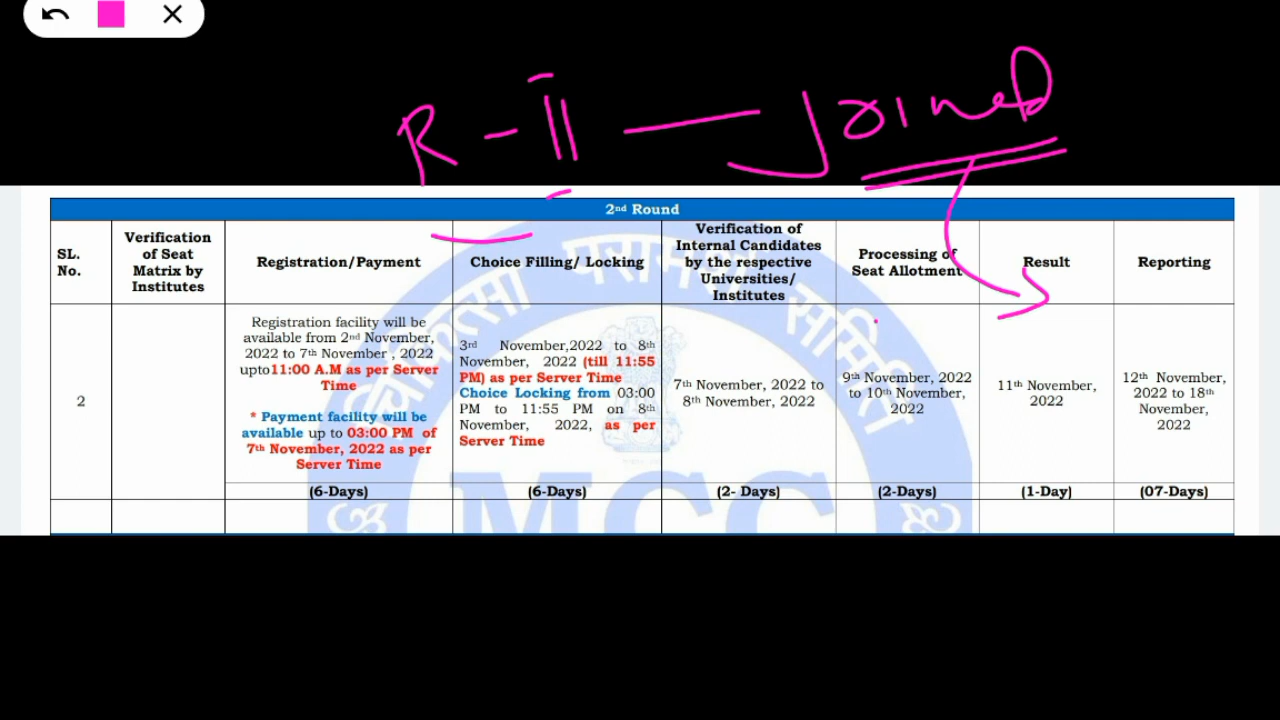 R - II — Joined
2nd Round
SL. No.
Verification of Seat Matrix by Institutes
Registration/Payment
Choice Filling/ Locking
Verification of Internal Candidates by the respective Universities/ Institutes
Processing of Seat Allotment
Result
Reporting
2
Registration facility will be
available from 2nd November,
2022 to 7th November , 2022
upto11:00 A.M as per Server
Time
* Payment facility will be
available up to 03:00 PM of
7th November, 2022 as per
Server Time
3rd November,2022 to 8th
November, 2022 (till 11:55
PM) as per Server Time
Choice Locking from 03:00
PM to 11:55 PM on 8th
November, 2022, as per
Server Time
7th November, 2022 to
8th November, 2022
9th November, 2022
to 10th November,
2022
11th November,
2022
12th November,
2022 to 18th
November,
2022
(6-Days)
(6-Days)
(2- Days)
(2-Days)
(1-Day)
(07-Days)
चिकित्सा परामर्श समिति
MCC